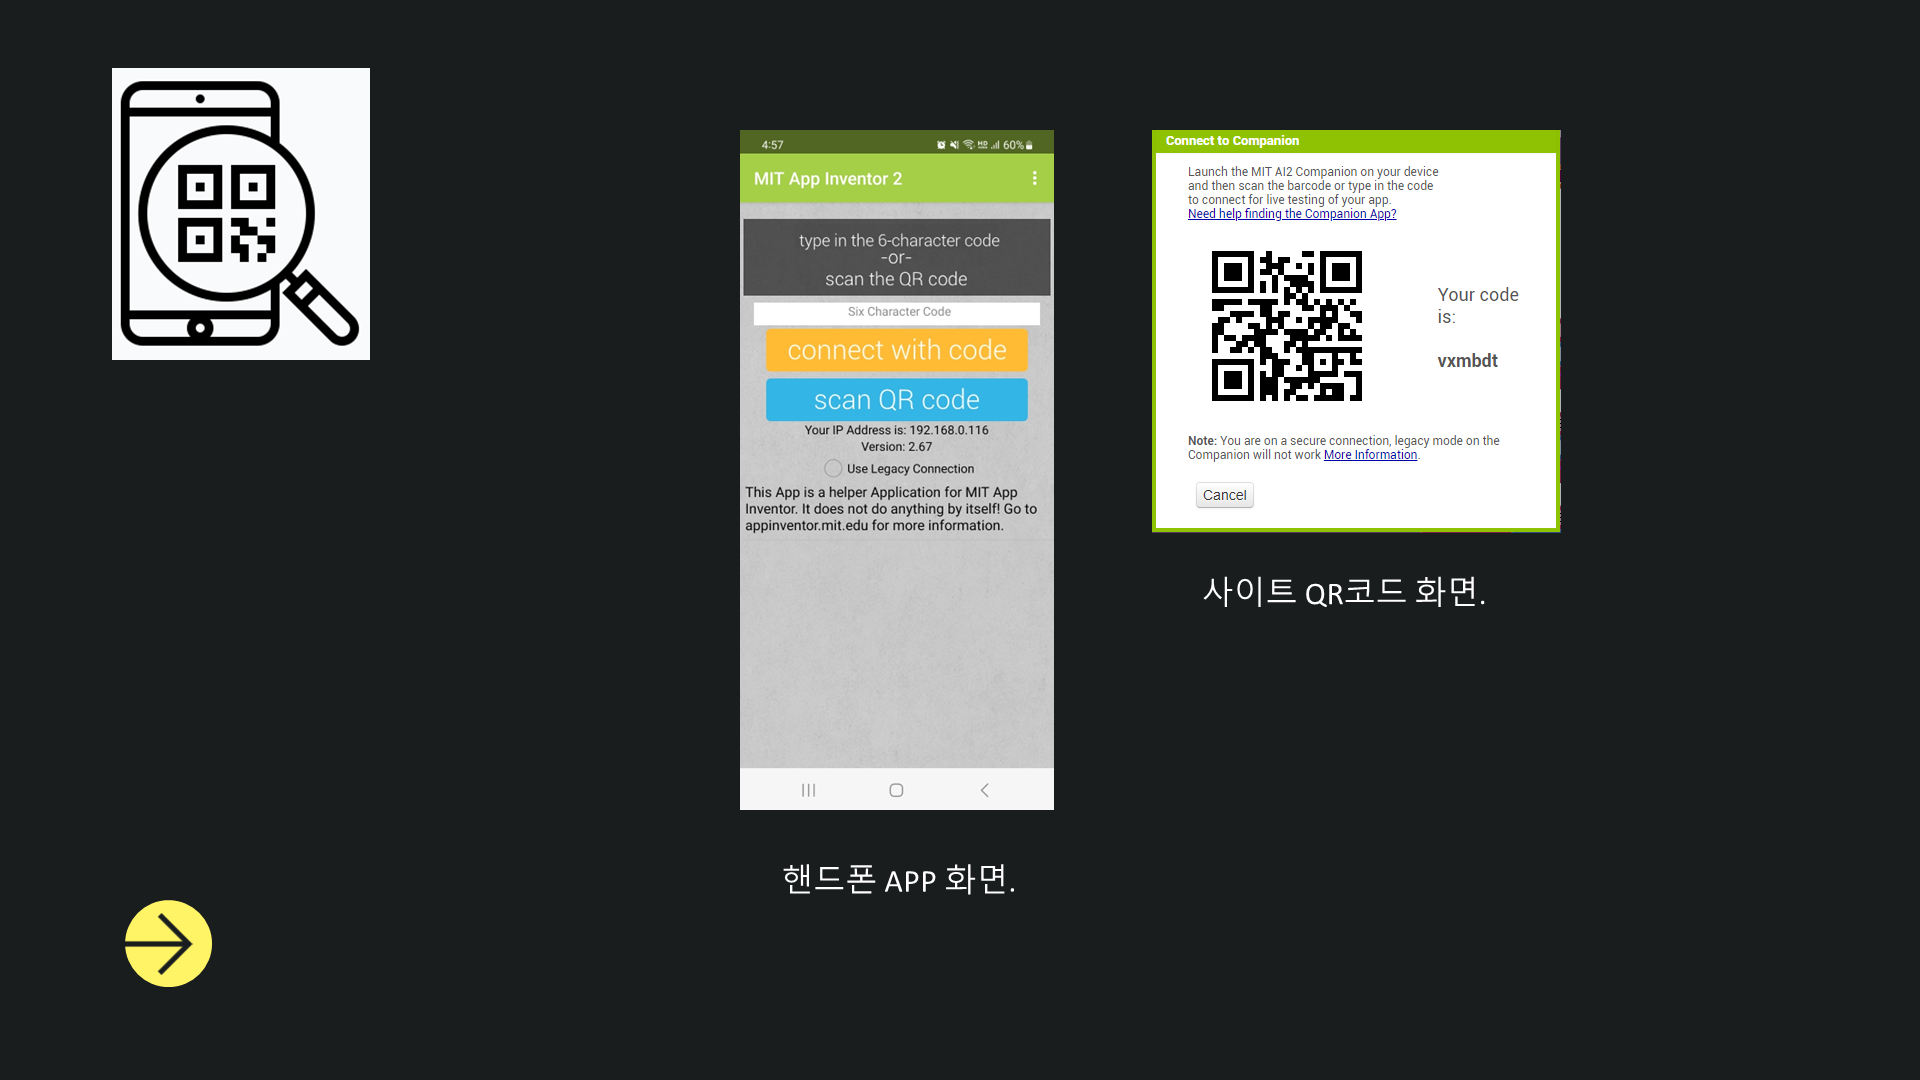 4:57
60%
MIT App Inventor 2
type in the 6-character code
-or-
scan the QR code
Six Character Code
connect with code
scan QR code
Your IP Address is: 192.168.0.116
Version: 2.67
Use Legacy Connection
This App is a helper Application for MIT App
Inventor. It does not do anything by itself! Go to
appinventor.mit.edu for more information.
핸드폰 APP 화면.
Connect to Companion
Launch the MIT AI2 Companion on your device
and then scan the barcode or type in the code
to connect for live testing of your app.
Need help finding the Companion App?
Your code
is:
vxmbdt
Note: You are on a secure connection, legacy mode on the
Companion will not work More Information.
Cancel
사이트 QR코드 화면.